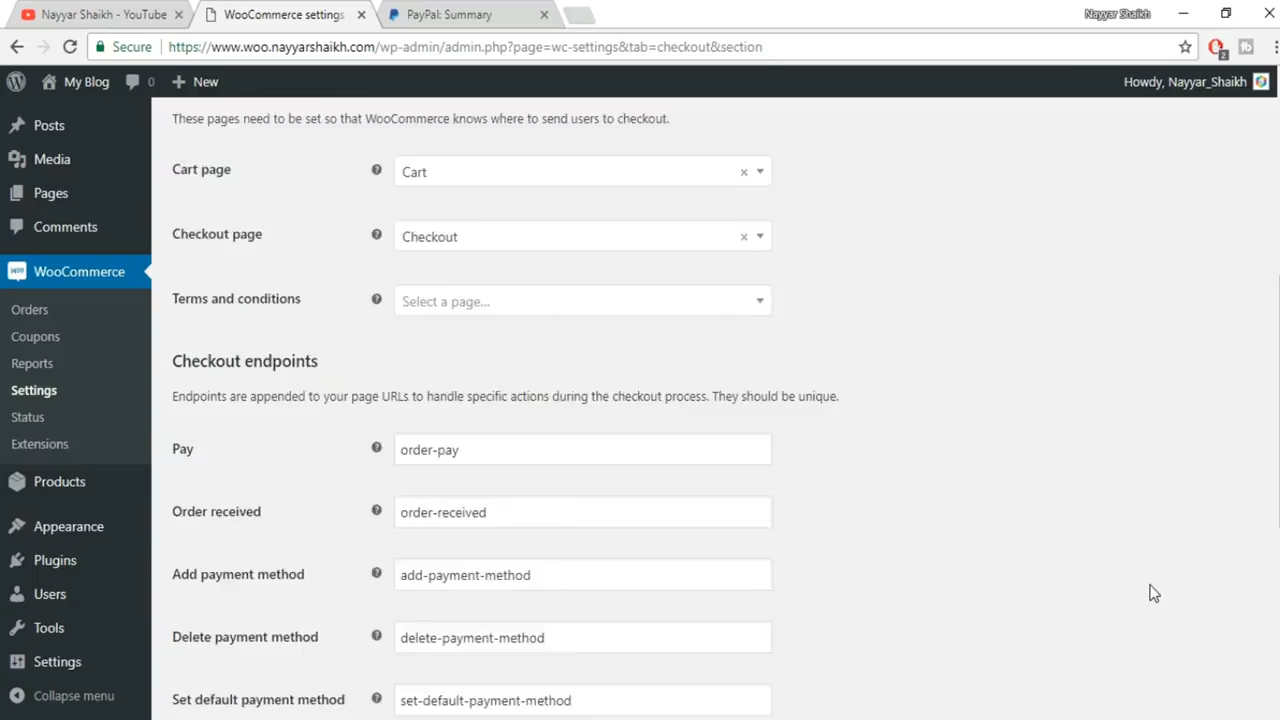 Nayyar Shaikh - YouTube
WooCommerce settings
PayPal: Summary
Nayyar Shaikh
Secure
https://www.woo.nayyarshaikh.com/wp-admin/admin.php?page=wc-settings&tab=checkout&section
2
My Blog
0
New
Howdy, Nayyar_Shaikh
Posts
Media
Pages
Comments
WooCommerce
Orders
Coupons
Reports
Settings
Status
Extensions
Products
Appearance
Plugins
Users
Tools
Settings
Collapse menu
These pages need to be set so that WooCommerce knows where to send users to checkout.
Cart page
Cart
Checkout page
Checkout
Terms and conditions
Select a page...
Checkout endpoints
Endpoints are appended to your page URLs to handle specific actions during the checkout process. They should be unique.
Pay
order-pay
Order received
order-received
Add payment method
add-payment-method
Delete payment method
delete-payment-method
Set default payment method
set-default-payment-method